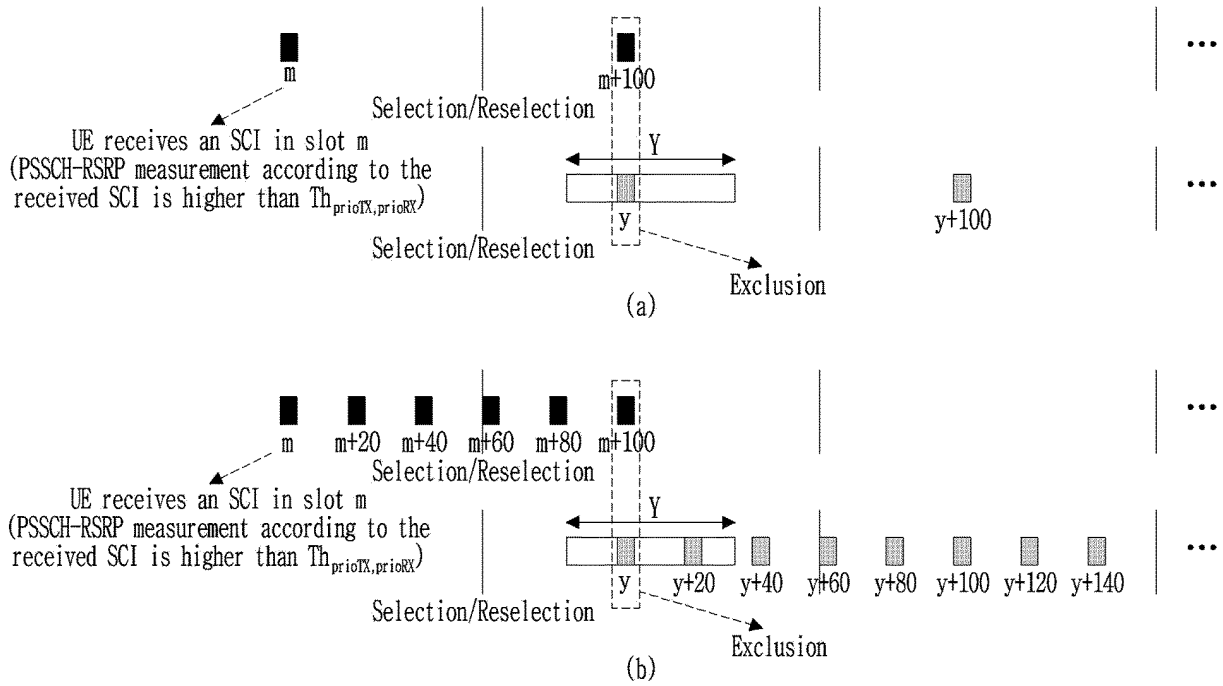 m
m+100
...
Selection/Reselection
UE receives an SCI in slot m
(PSSCH-RSRP measurement according to the
received SCI is higher than Th_prioTX,prioRX)
Y
y
y+100
...
Selection/Reselection
Exclusion
(a)
m m+20 m+40 m+60 m+80 m+100
...
Selection/Reselection
UE receives an SCI in slot m
(PSSCH-RSRP measurement according to the
received SCI is higher than Th_prioTX,prioRX)
Y
y y+20 y+40 y+60 y+80 y+100 y+120 y+140
...
Selection/Reselection
Exclusion
(b)